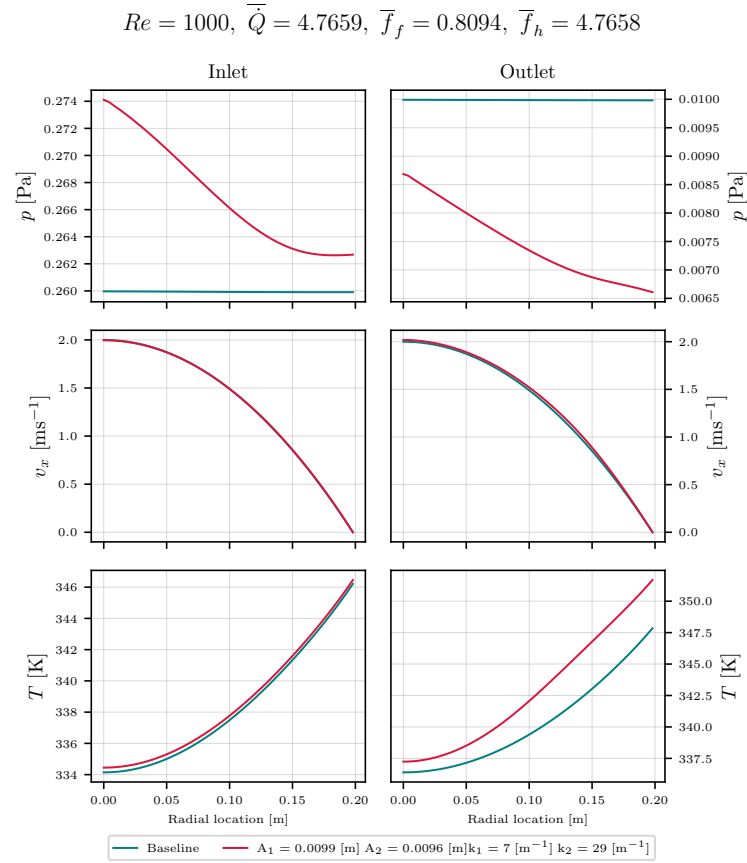 Re = 1000, Q̇̅ = 4.7659, f̅_f = 0.8094, f̅_h = 4.7658
Inlet
Outlet
0.274
0.272
0.270
0.268
0.266
0.264
0.262
0.260
p [Pa]
0.0100
0.0095
0.0090
0.0085
0.0080
0.0075
0.0070
0.0065
p [Pa]
2.0
1.5
1.0
0.5
0.0
v_x [ms⁻¹]
2.0
1.5
1.0
0.5
0.0
v_x [ms⁻¹]
346
344
342
340
338
336
334
T [K]
350.0
347.5
345.0
342.5
340.0
337.5
T [K]
0.00 0.05 0.10 0.15 0.20
0.00 0.05 0.10 0.15 0.20
Radial location [m]
Radial location [m]
Baseline
A₁ = 0.0099 [m] A₂ = 0.0096 [m]k₁ = 7 [m⁻¹] k₂ = 29 [m⁻¹]